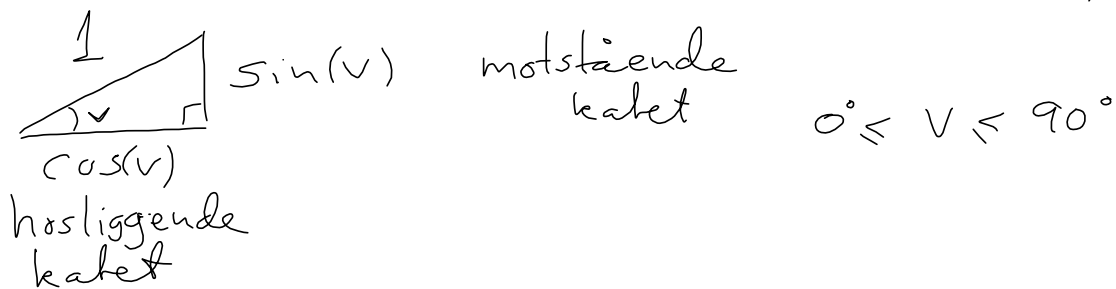 1
sin(v)
motstående
katet
0° ≤ v ≤ 90°
v
cos(v)
hosliggende
katet